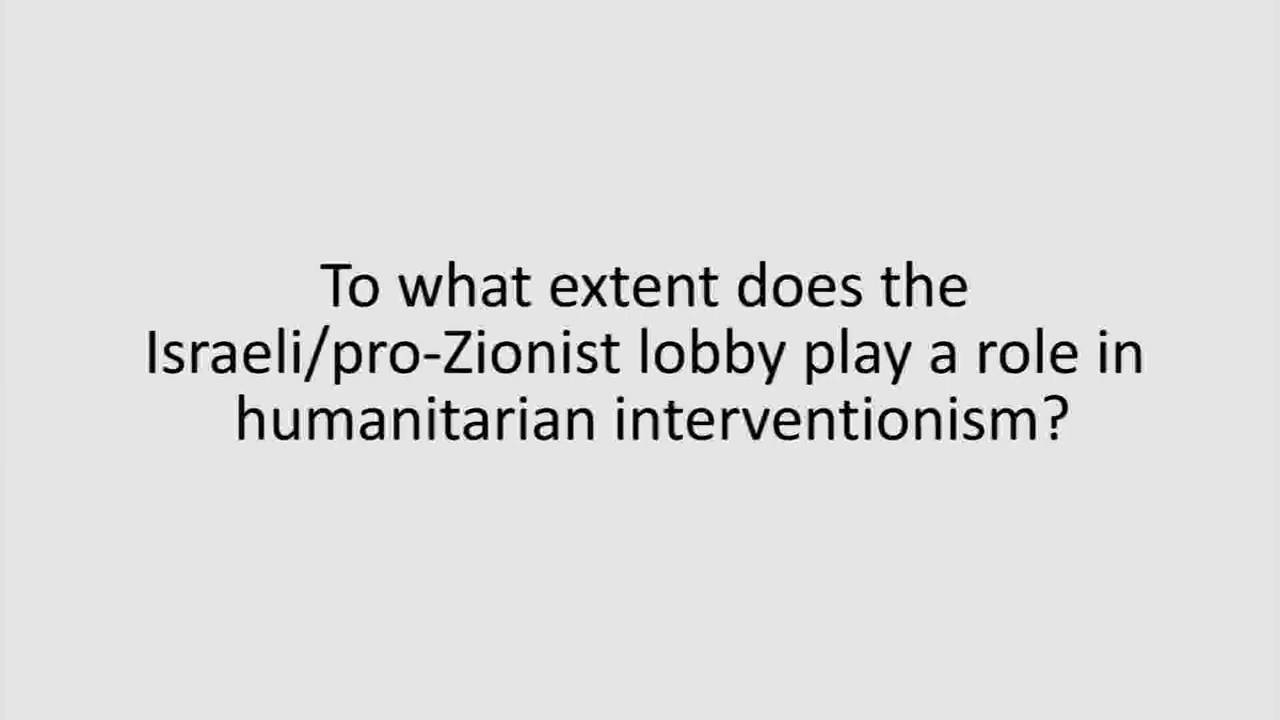 To what extent does the
Israeli/pro-Zionist lobby play a role in
humanitarian interventionism?